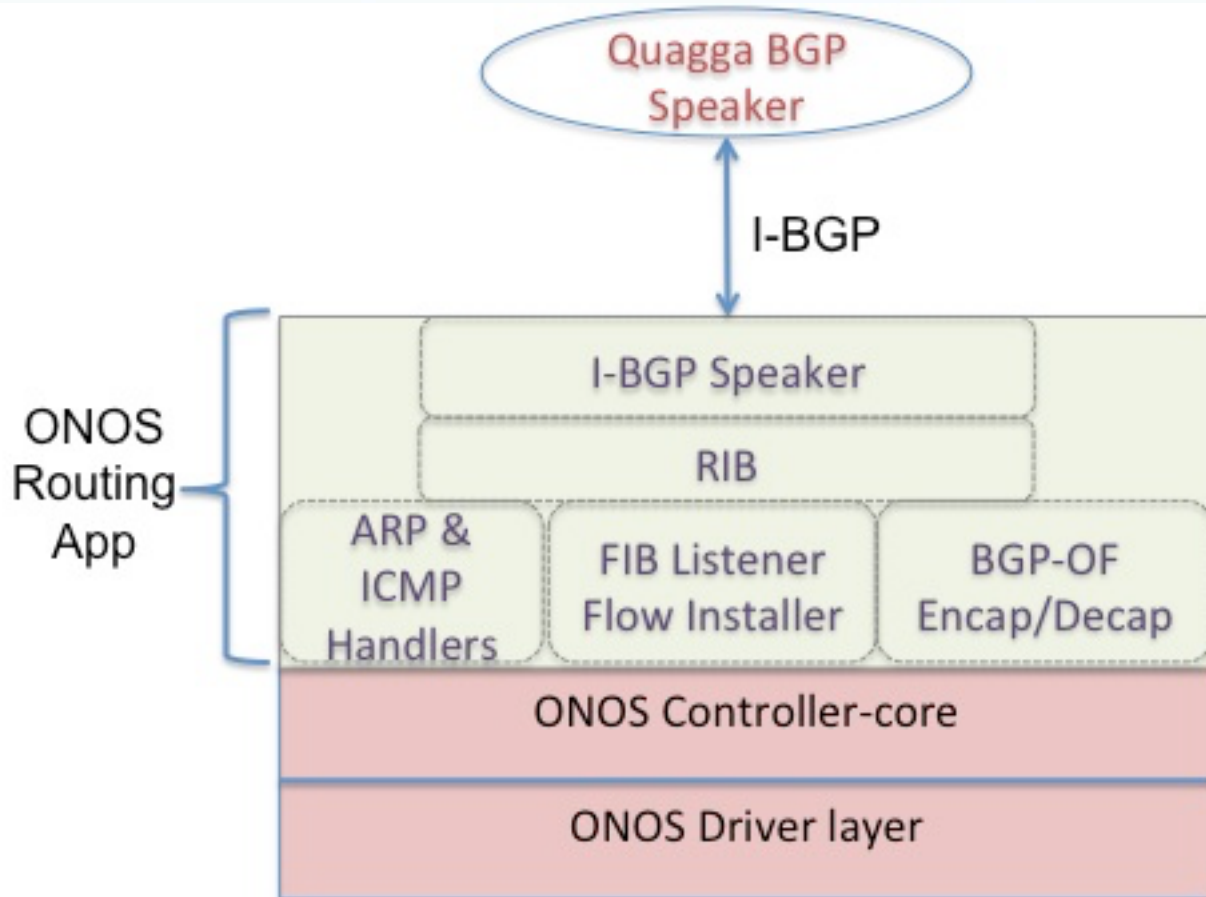 Quagga BGP
Speaker
I-BGP
I-BGP Speaker
ONOS
Routing
App
RIB
ARP &
ICMP
Handlers
FIB Listener
Flow Installer
BGP-OF
Encap/Decap
ONOS Controller-core
ONOS Driver layer